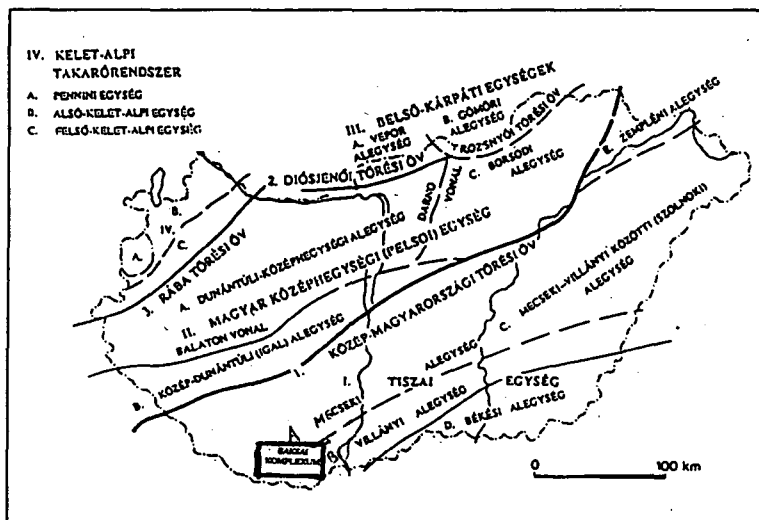 IV. KELET-ALPI
TAKARÓRENDSZER
A. PENNINI EGYSÉG
B. ALSÓ-KELET-ALPI EGYSÉG
C. FELSŐ-KELET-ALPI EGYSÉG
III. BELSŐ-KÁRPÁTI EGYSÉGEK
A. VEPOR
ALEGYSÉG
B. GÖMÖRI
ALEGYSÉG
ROZSNYÓI TÖRÉSI ÖV
2. DIÓSJENŐI TÖRÉSI ÖV
DARNÓ
VONAL
C. BORSODI
ALEGYSÉG
E. ZEMPLÉNI ALEGYSÉG
B.
IV.
C.
A.
3. RÁBA TÖRÉSI ÖV
A. DUNÁNTÚLI-KÖZÉPHEGYSÉGI ALEGYSÉG
II. MAGYAR KÖZÉPHEGYSÉGI (PELSOI) EGYSÉG
BALATON VONAL
B. KÖZÉP-DUNÁNTÚLI (IGALI) ALEGYSÉG
1. KÖZÉP-MAGYARORSZÁGI TÖRÉSI ÖV
C. MECSEKI-VILLÁNYI KÖZÖTTI (SZOLNOKI)
ALEGYSÉG
I. TISZAI EGYSÉG
A. MECSEKI ALEGYSÉG
B. VILLÁNYI ALEGYSÉG
D. BÉKÉSI ALEGYSÉG
BAKSAI
KOMPLEXUM
0 100 km